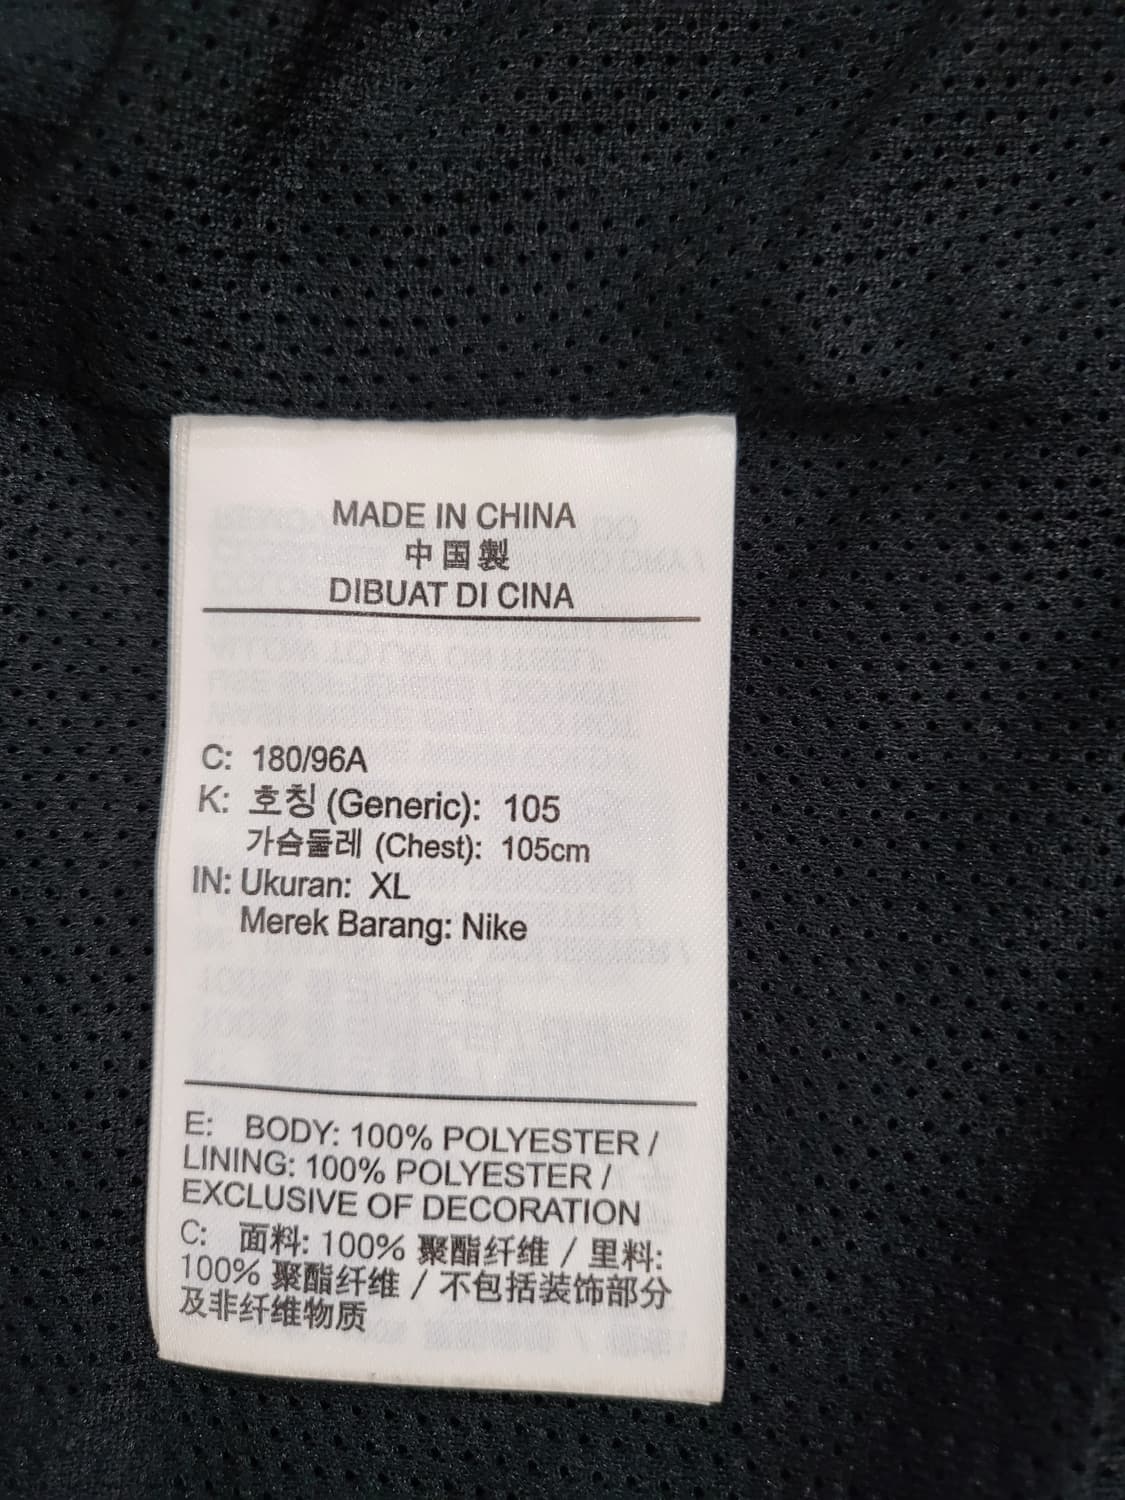 MADE IN CHINA
中国製
DIBUAT DI CINA
C: 180/96A
K: 호칭 (Generic): 105
가슴둘레 (Chest): 105cm
IN: Ukuran: XL
Merek Barang: Nike
E: BODY: 100% POLYESTER /
LINING: 100% POLYESTER /
EXCLUSIVE OF DECORATION
C: 面料: 100% 聚酯纤维 / 里料:
100% 聚酯纤维 / 不包括装饰部分
及非纤维物质